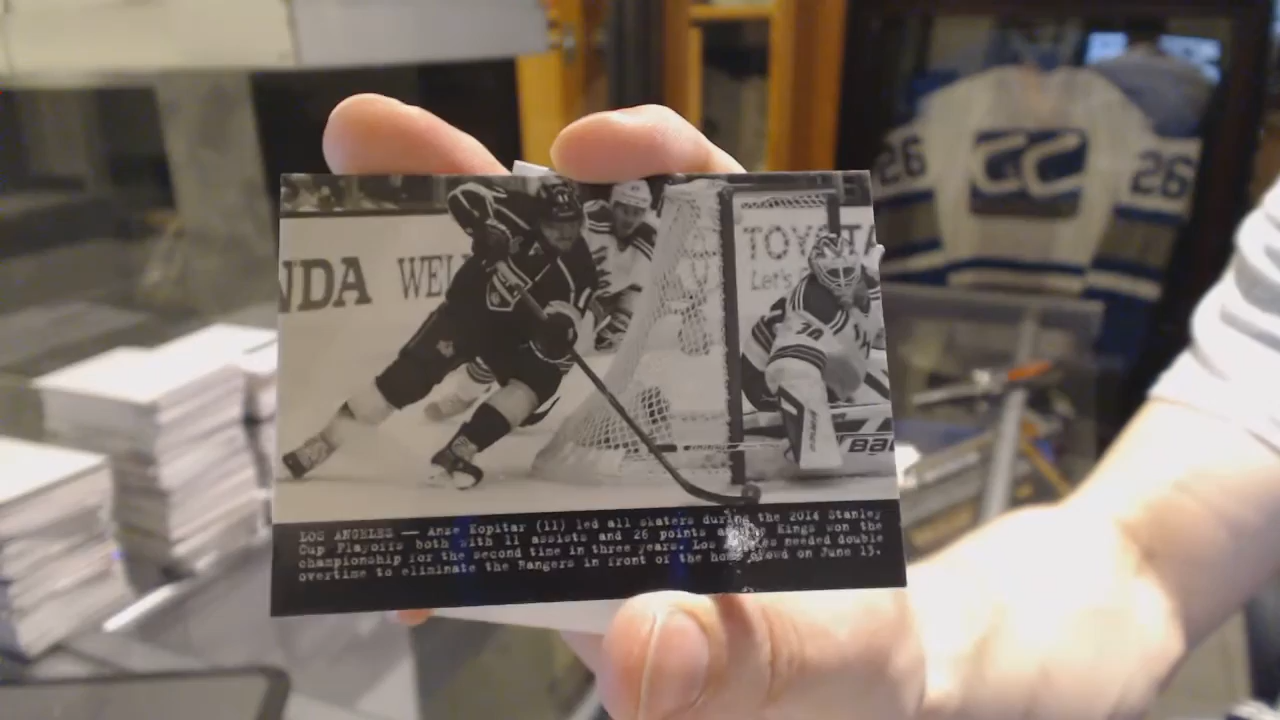 26
CC
26
NDA
WEL
TOYOTA
Let's
30
BAU
LOS ANGELES — Anze Kopitar (11) led all skaters during the 2014 Stanley
Cup Playoffs both with 11 assists and 26 points as the Kings won the
championship for the second time in three years. Los needed double
overtime to eliminate the Rangers in front of the home crowd on June 13.